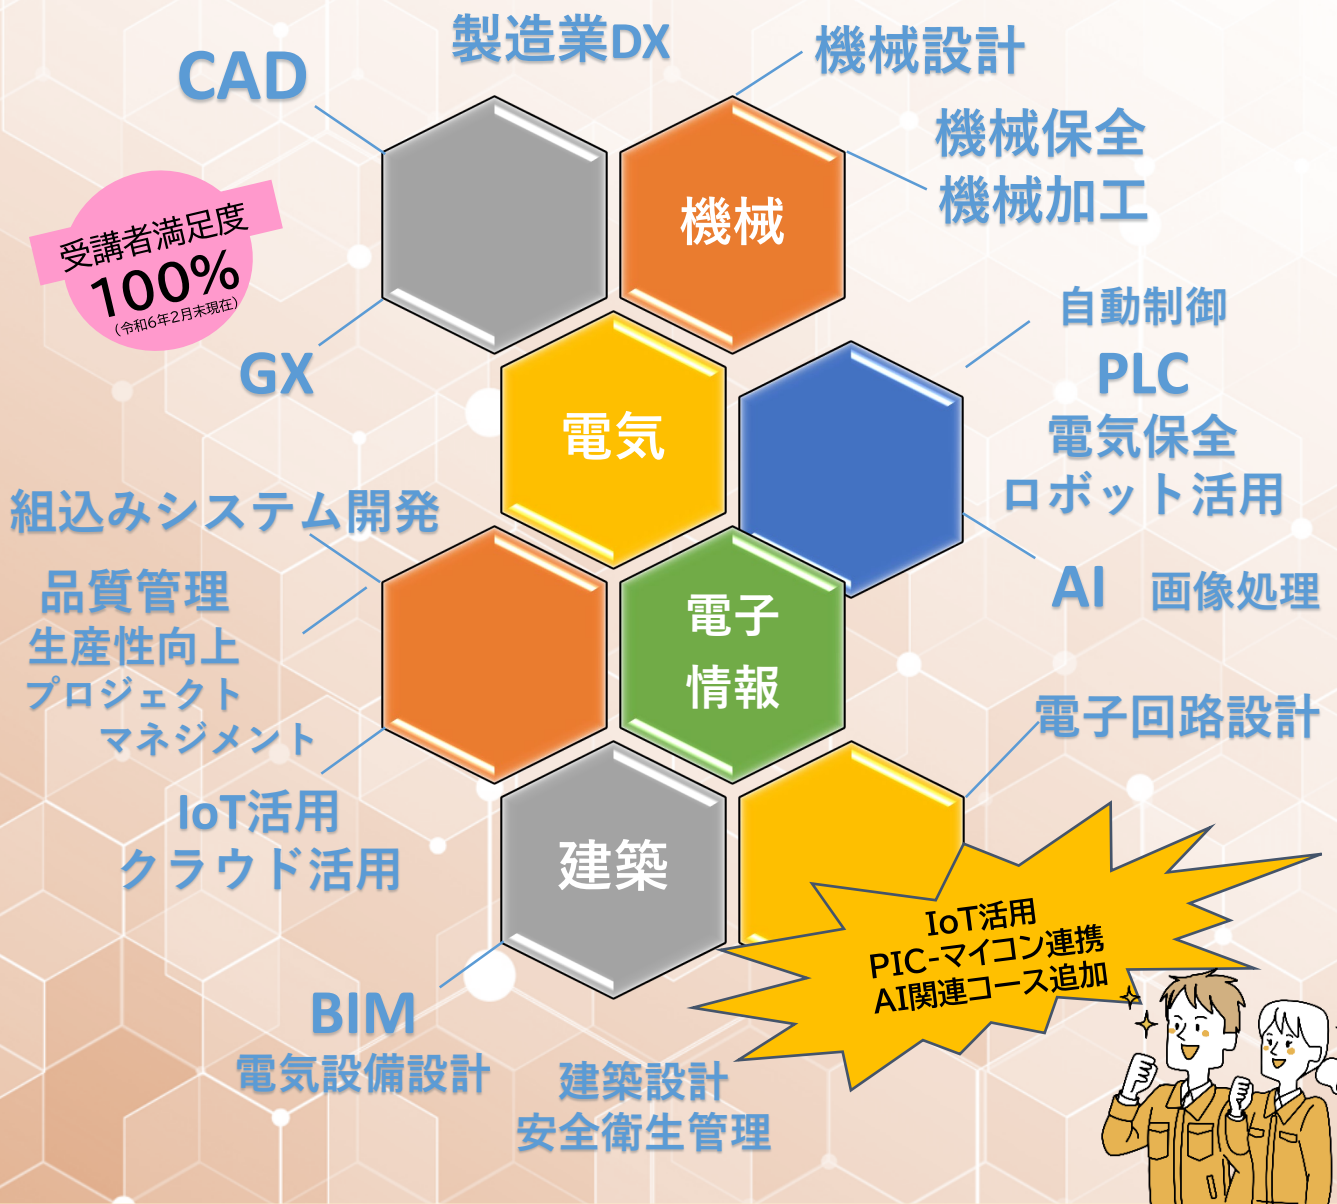 製造業DX
CAD
機械設計
機械保全
機械加工
機械
受講者満足度
100%
(令和6年2月末現在)
GX
自動制御
PLC
電気保全
ロボット活用
電気
組込みシステム開発
AI 画像処理
品質管理
生産性向上
プロジェクト
マネジメント
電子
情報
電子回路設計
IoT活用
クラウド活用
建築
IoT活用
PIC-マイコン連携
AI関連コース追加
BIM
電気設備設計
建築設計
安全衛生管理